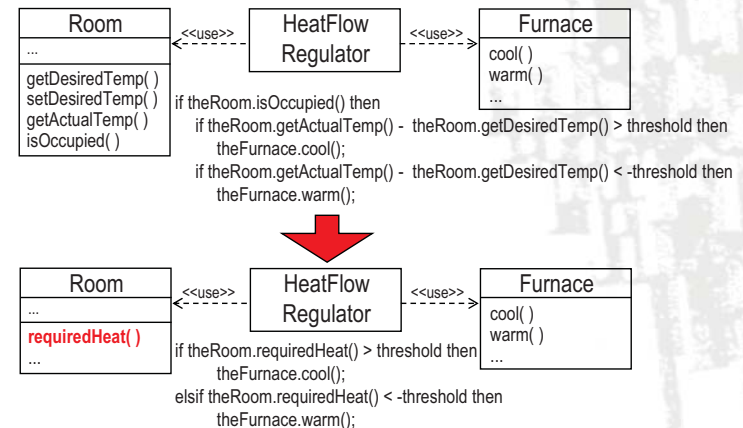 Room
...
getDesiredTemp( )
setDesiredTemp( )
getActualTemp( )
isOccupied( )
<<use>>
HeatFlow
Regulator
<<use>>
Furnace
cool( )
warm( )
...
if theRoom.isOccupied() then
if theRoom.getActualTemp() - theRoom.getDesiredTemp() > threshold then
theFurnace.cool();
if theRoom.getActualTemp() - theRoom.getDesiredTemp() < -threshold then
theFurnace.warm();
Room
...
requiredHeat( )
...
<<use>>
HeatFlow
Regulator
<<use>>
Furnace
cool( )
warm( )
...
if theRoom.requiredHeat() > threshold then
theFurnace.cool();
elsif theRoom.requiredHeat() < -threshold then
theFurnace.warm();